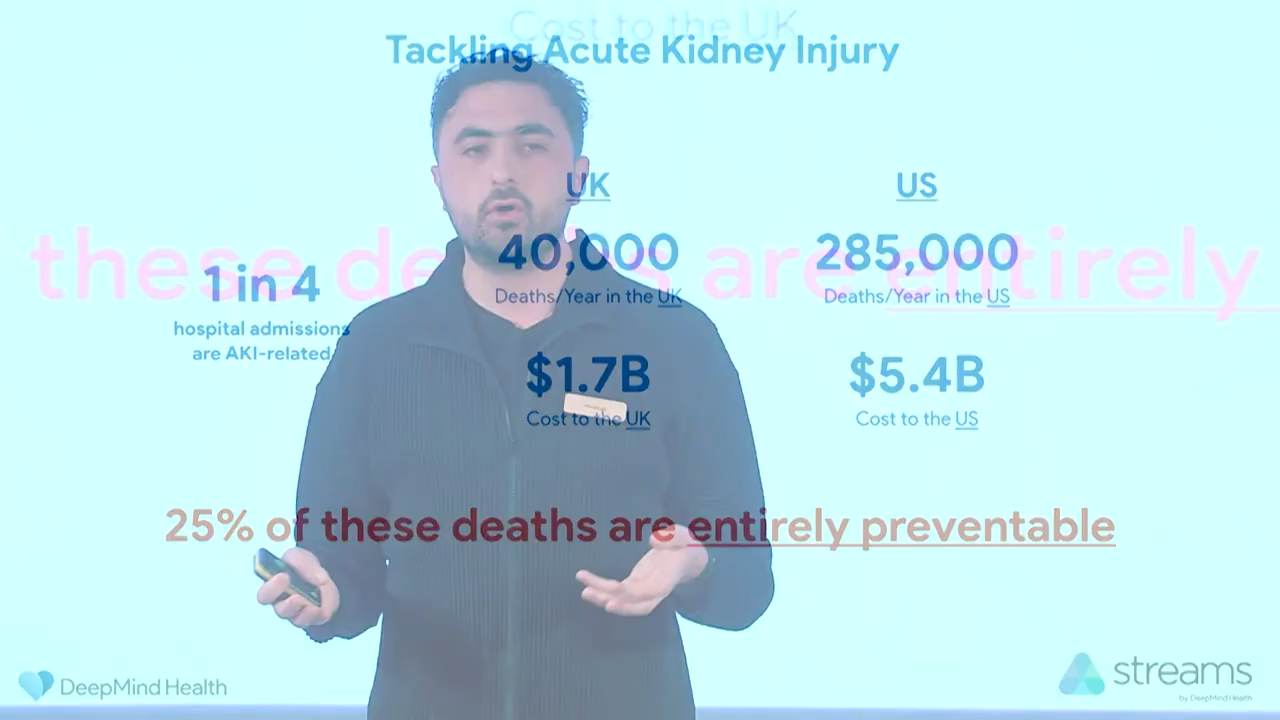 Cost to the UK
Tackling Acute Kidney Injury
UK
US
these de are entirely
1 in 4
hospital admissions
are AKI-related
40,000
Deaths/Year in the UK
285,000
Deaths/Year in the US
$1.7B
Cost to the UK
$5.4B
Cost to the US
25% of these deaths are entirely preventable
DeepMind Health
streams
by DeepMind Health